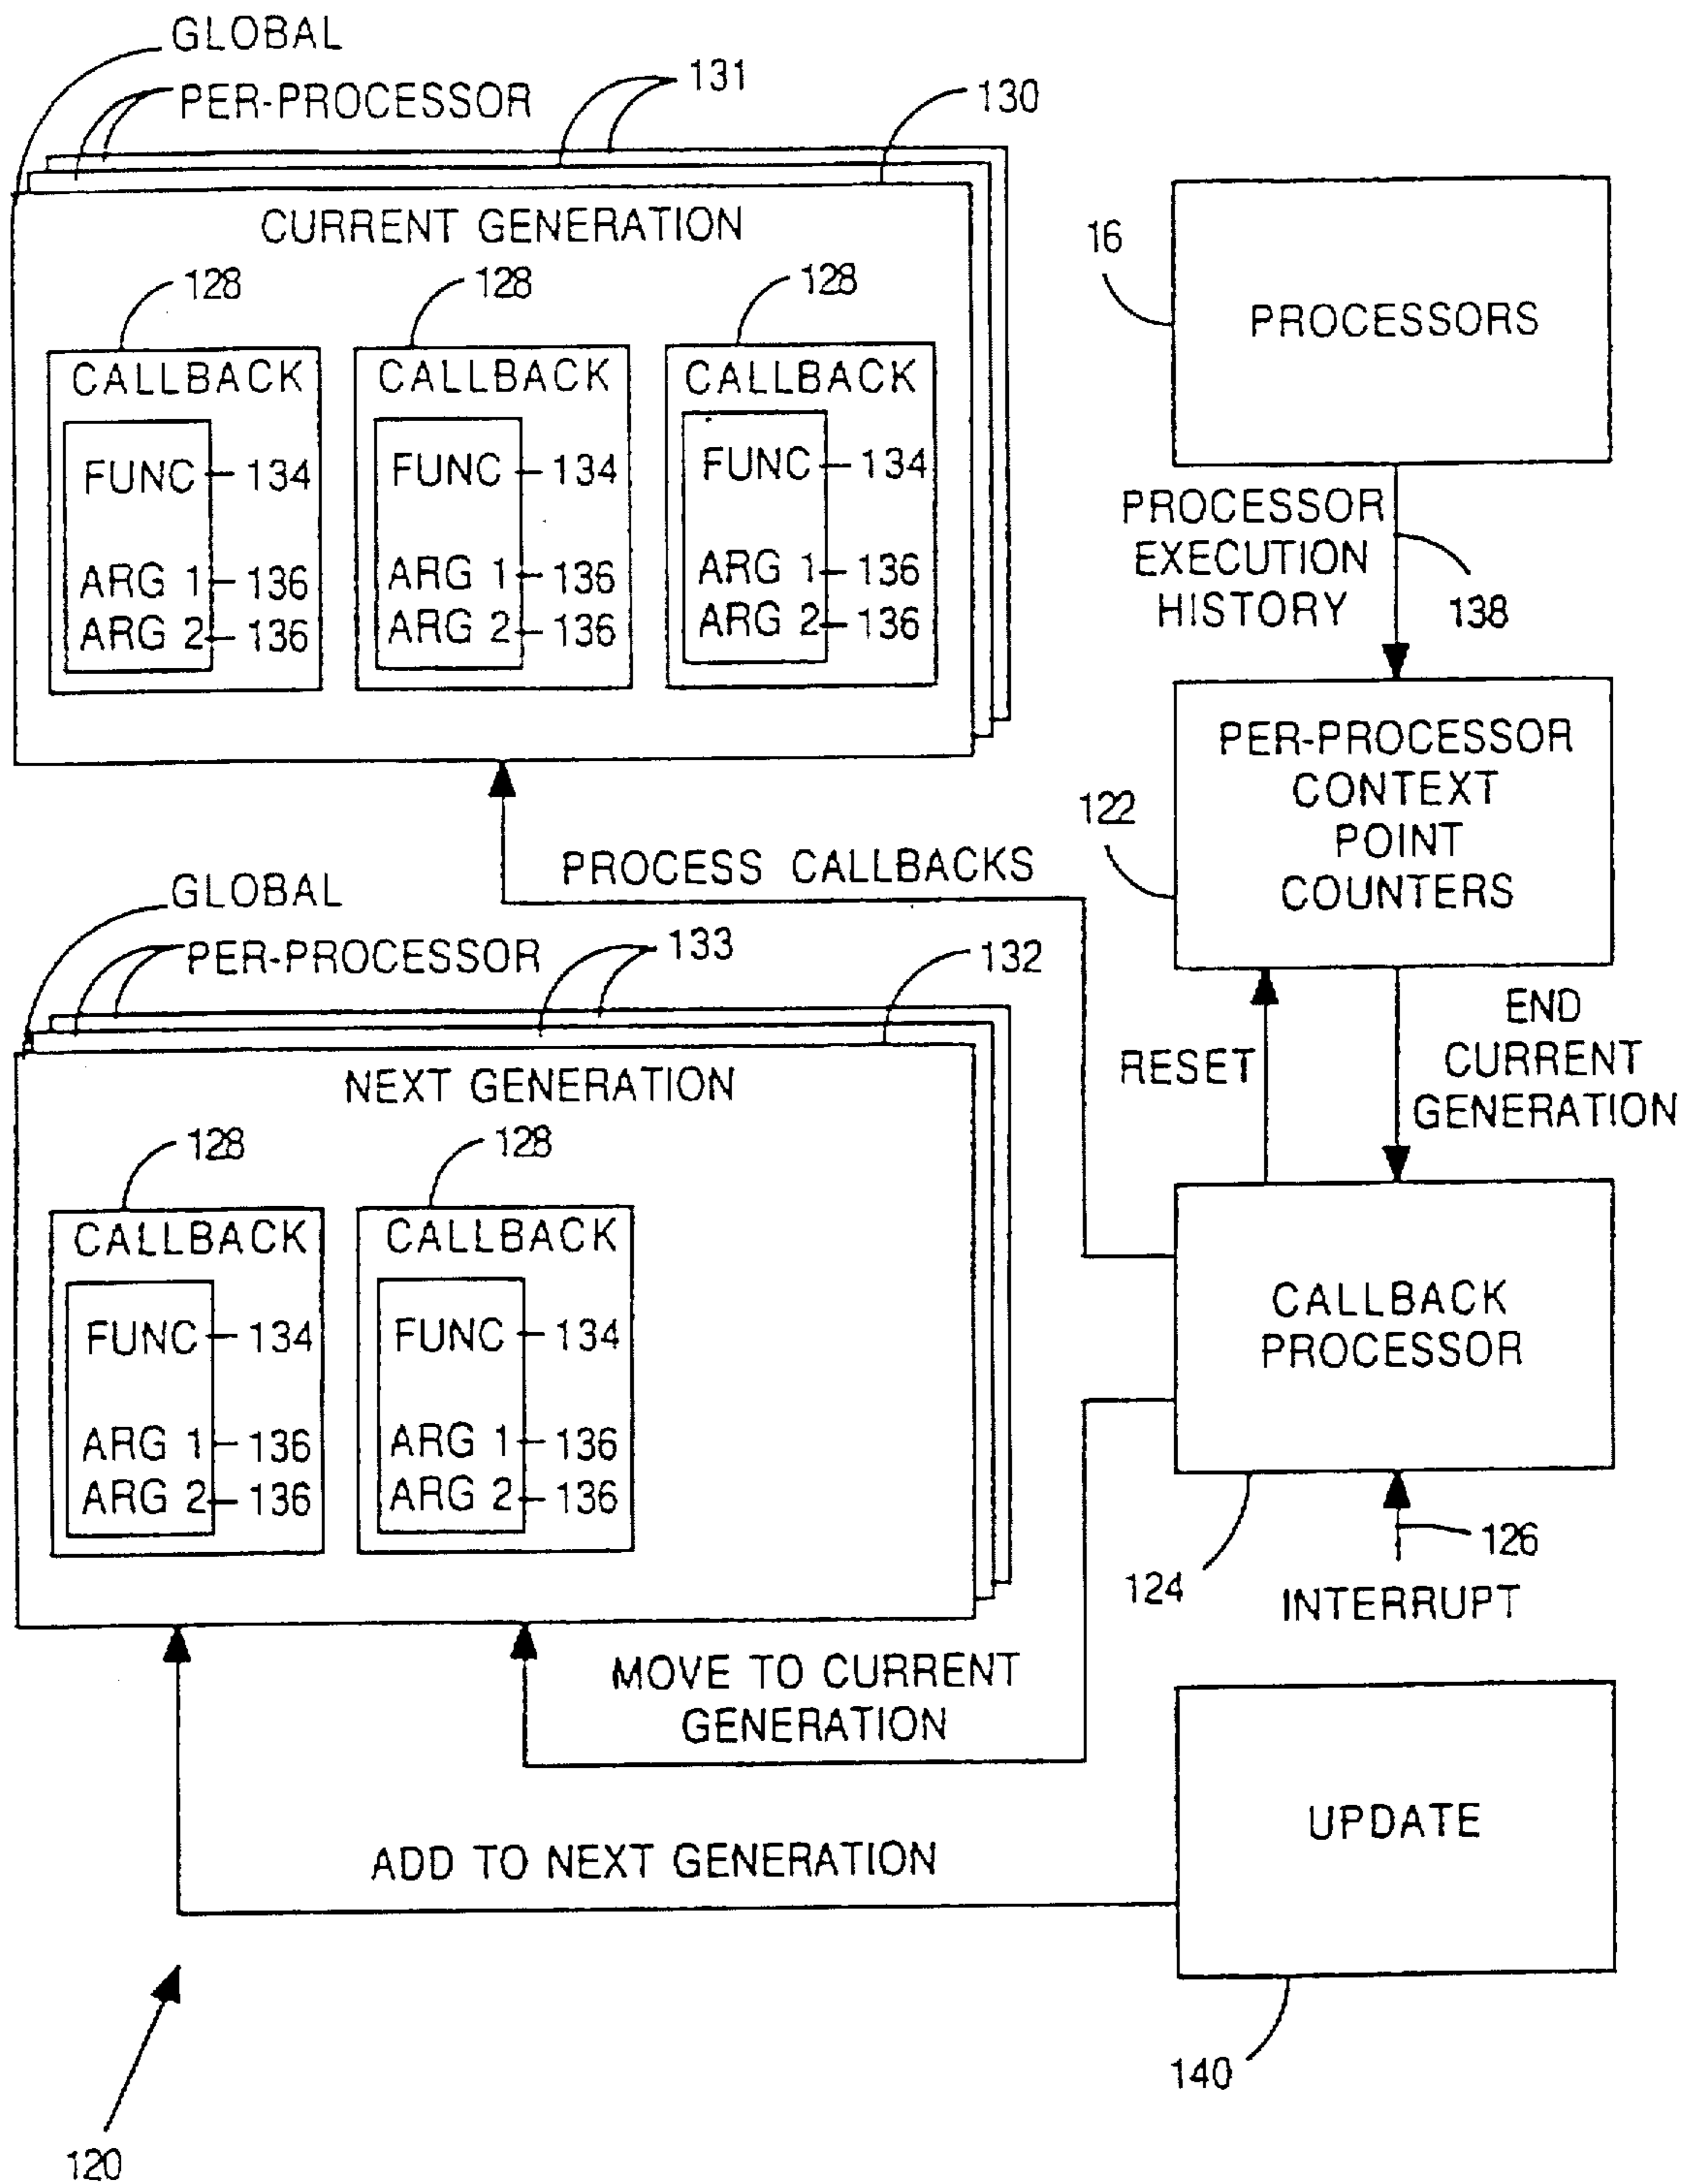 GLOBAL
PER-PROCESSOR
131
130
CURRENT GENERATION
128
128
128
CALLBACK
CALLBACK
CALLBACK
FUNC 134
FUNC 134
FUNC 134
ARG 1 136
ARG 1 136
ARG 1 136
ARG 2 136
ARG 2 136
ARG 2 136
16
PROCESSORS
PROCESSOR
EXECUTION
HISTORY
138
PER-PROCESSOR
CONTEXT
POINT
COUNTERS
122
PROCESS CALLBACKS
GLOBAL
PER-PROCESSOR
133
132
NEXT GENERATION
128
128
CALLBACK
CALLBACK
FUNC 134
FUNC 134
ARG 1 136
ARG 1 136
ARG 2 136
ARG 2 136
RESET
END
CURRENT
GENERATION
CALLBACK
PROCESSOR
124
126
INTERRUPT
MOVE TO CURRENT
GENERATION
UPDATE
ADD TO NEXT GENERATION
140
120